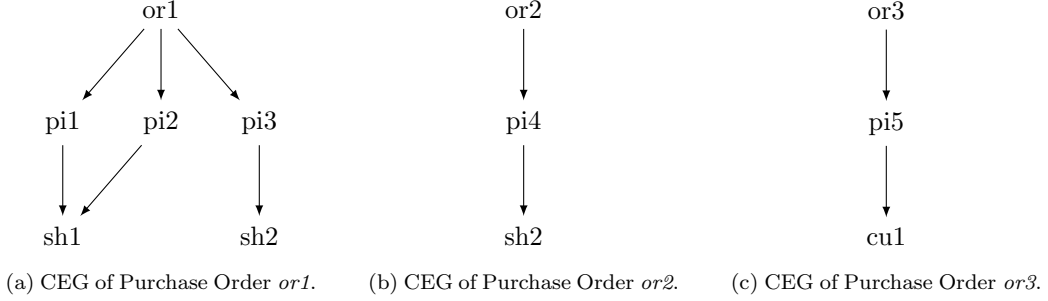 or1 or2 or3
pi1 pi2 pi3 pi4 pi5
sh1 sh2 sh2 cu1
(a) CEG of Purchase Order or1. (b) CEG of Purchase Order or2. (c) CEG of Purchase Order or3.